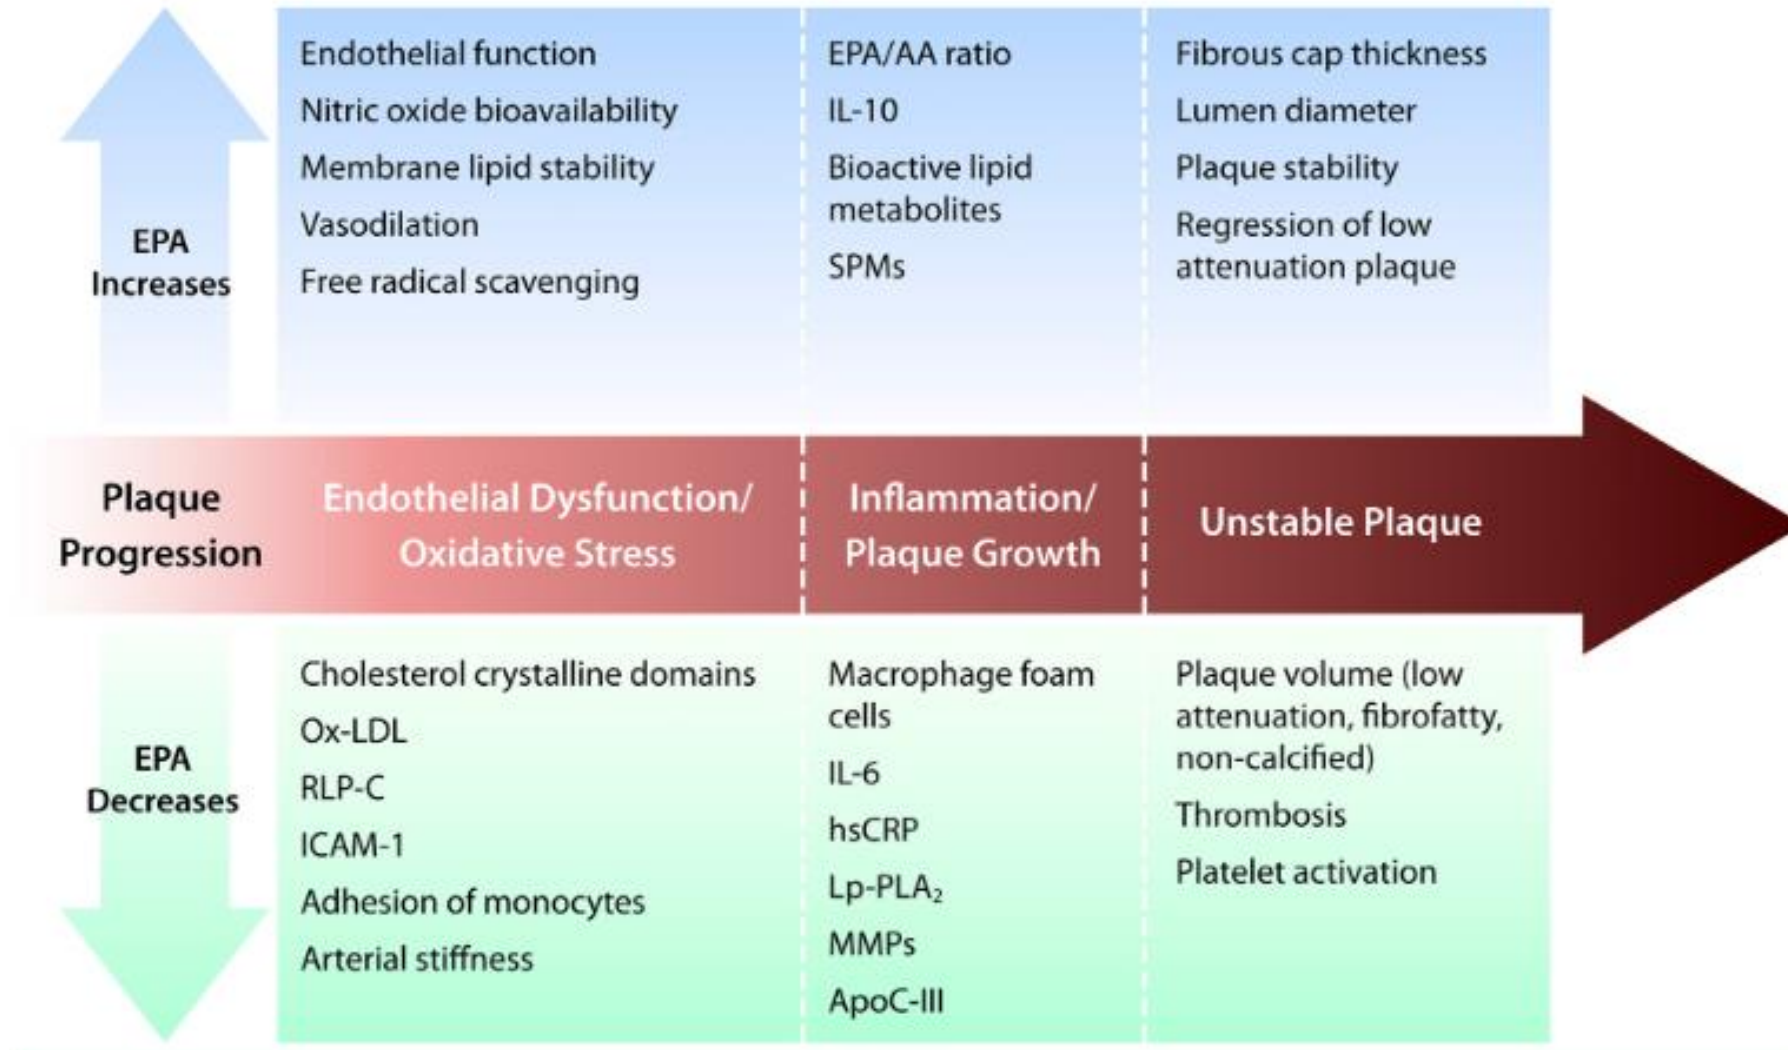 Endothelial function
Nitric oxide bioavailability
Membrane lipid stability
Vasodilation
Free radical scavenging
EPA/AA ratio
IL-10
Bioactive lipid
metabolites
SPMs
Fibrous cap thickness
Lumen diameter
Plaque stability
Regression of low
attenuation plaque
EPA
Increases
Plaque
Progression
Endothelial Dysfunction/
Oxidative Stress
Inflammation/
Plaque Growth
Unstable Plaque
EPA
Decreases
Cholesterol crystalline domains
Ox-LDL
RLP-C
ICAM-1
Adhesion of monocytes
Arterial stiffness
Macrophage foam
cells
IL-6
hsCRP
Lp-PLA₂
MMPs
ApoC-III
Plaque volume (low
attenuation, fibrofatty,
non-calcified)
Thrombosis
Platelet activation